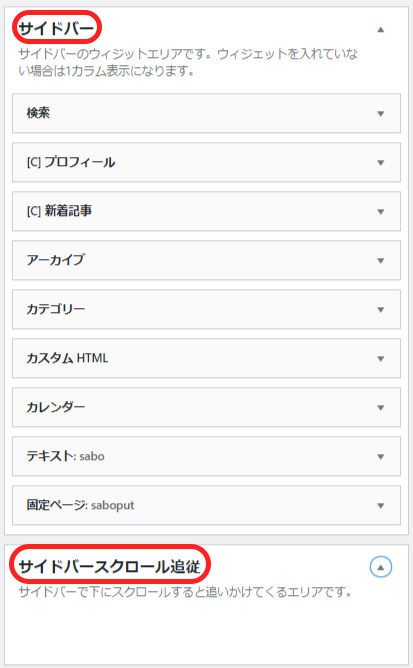 サイドバー
サイドバーのウィジットエリアです。ウィジェットを入れていな
い場合は1カラム表示になります。
検索
[C] プロフィール
[C] 新着記事
アーカイブ
カテゴリー
カスタム HTML
カレンダー
テキスト: sabo
固定ページ: saboput
サイドバースクロール追従
サイドバーで下にスクロールすると追いかけてくるエリアです。